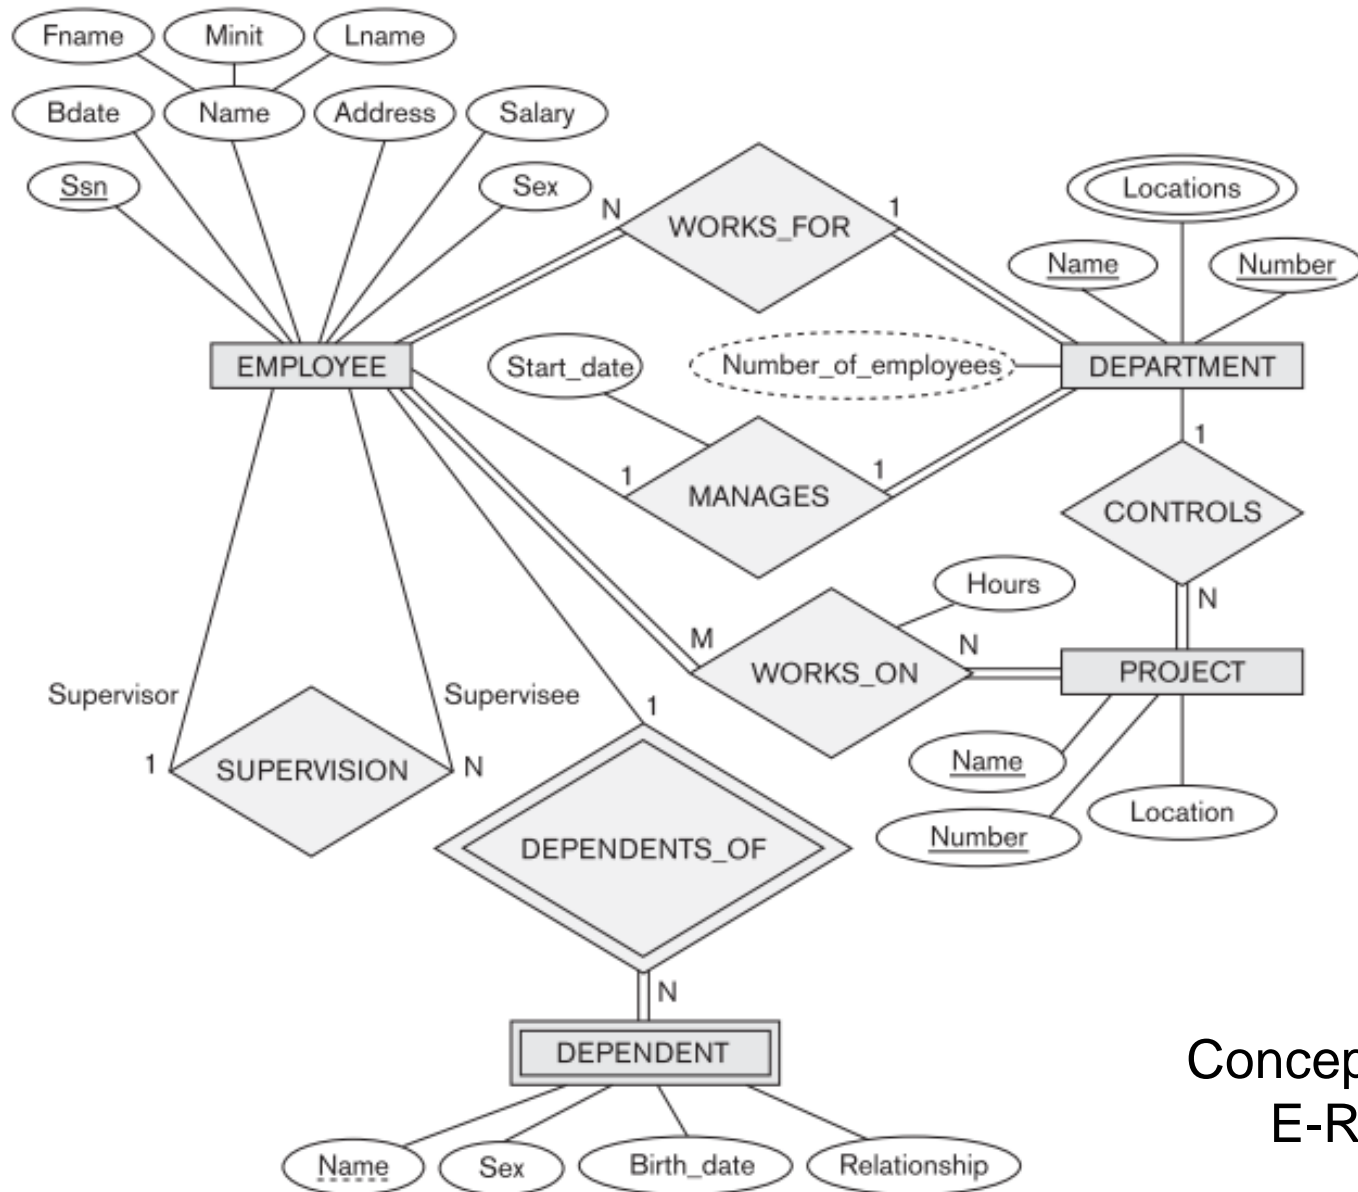 Fname Minit Lname
Bdate Name Address Salary
Ssn Sex
Locations
N WORKS_FOR 1
Name Number
EMPLOYEE Start_date Number_of_employees DEPARTMENT
1 MANAGES 1
1
CONTROLS
Hours
N
M WORKS_ON N
PROJECT
Supervisor Supervisee
1
1 SUPERVISION N
Name
Location
Number
DEPENDENTS_OF
N
DEPENDENT
Concep
E-R
Name Sex Birth_date Relationship